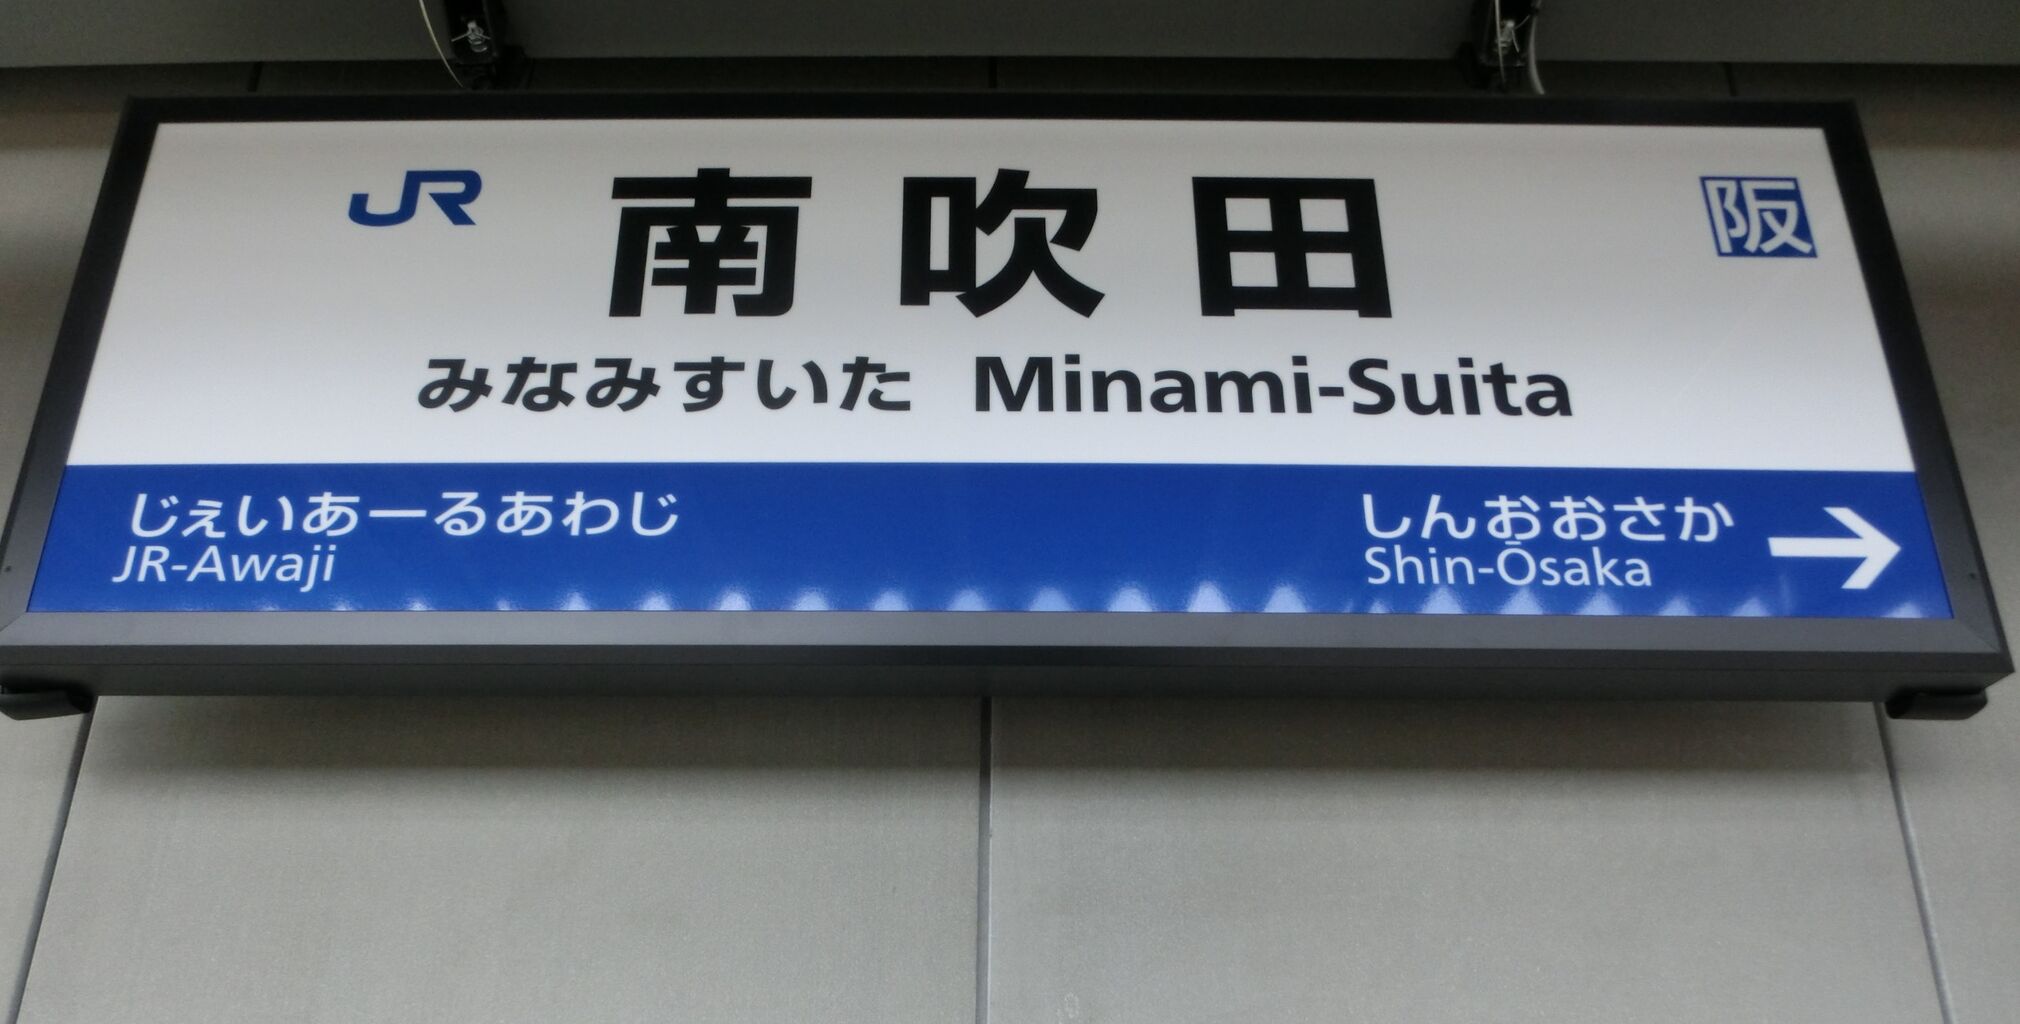 JR 南吹田 阪
みなみすいた Minami-Suita
じぇいあーるあわじ
JR-Awaji
しんおおさか →
Shin-Ōsaka